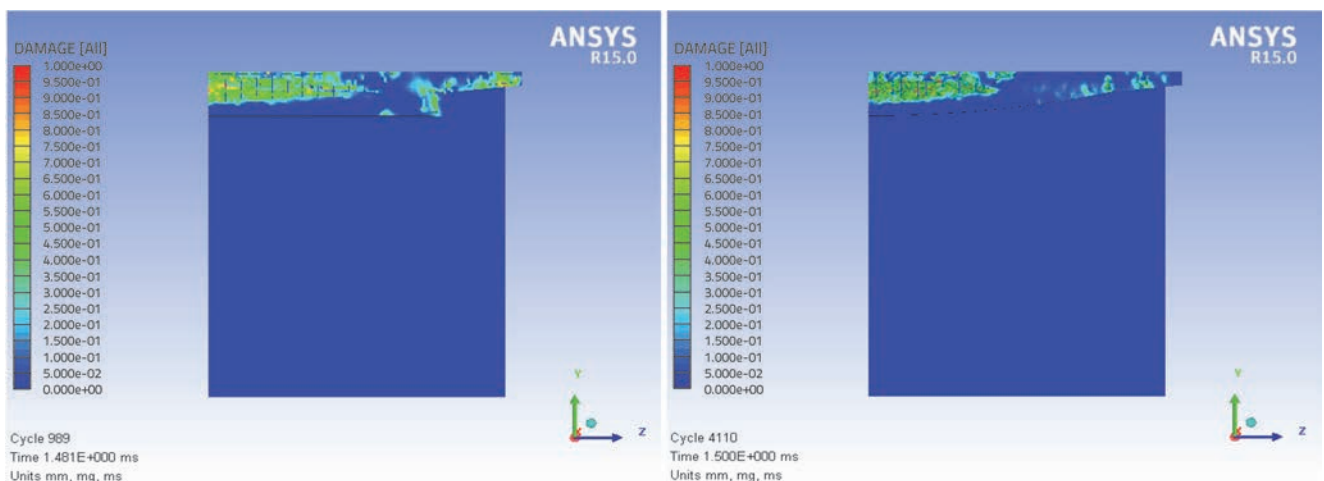 ANSYS
R15.0
DAMAGE [All]
1.000e+00
9.500e-01
9.000e-01
8.500e-01
8.000e-01
7.500e-01
7.000e-01
6.500e-01
6.000e-01
5.500e-01
5.000e-01
4.500e-01
4.000e-01
3.500e-01
3.000e-01
2.500e-01
2.000e-01
1.500e-01
1.000e-01
5.000e-02
0.000e+00
Y
Z
Cycle 989
Time 1.481E+000 ms
Units mm, mg, ms
ANSYS
R15.0
DAMAGE [All]
1.000e+00
9.500e-01
9.000e-01
8.500e-01
8.000e-01
7.500e-01
7.000e-01
6.500e-01
6.000e-01
5.500e-01
5.000e-01
4.500e-01
4.000e-01
3.500e-01
3.000e-01
2.500e-01
2.000e-01
1.500e-01
1.000e-01
5.000e-02
0.000e+00
Y
Z
Cycle 4110
Time 1.500E+000 ms
Units mm, mg, ms